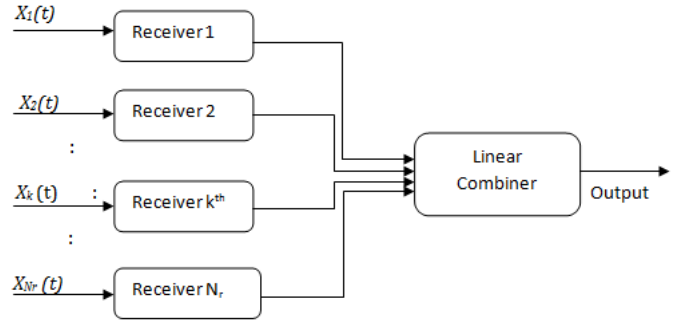 X1(t)
Receiver 1
X2(t)
Receiver 2
:
Linear
Combiner
Output
Xk (t)
:
Receiver kth
:
XNr (t)
Receiver Nr